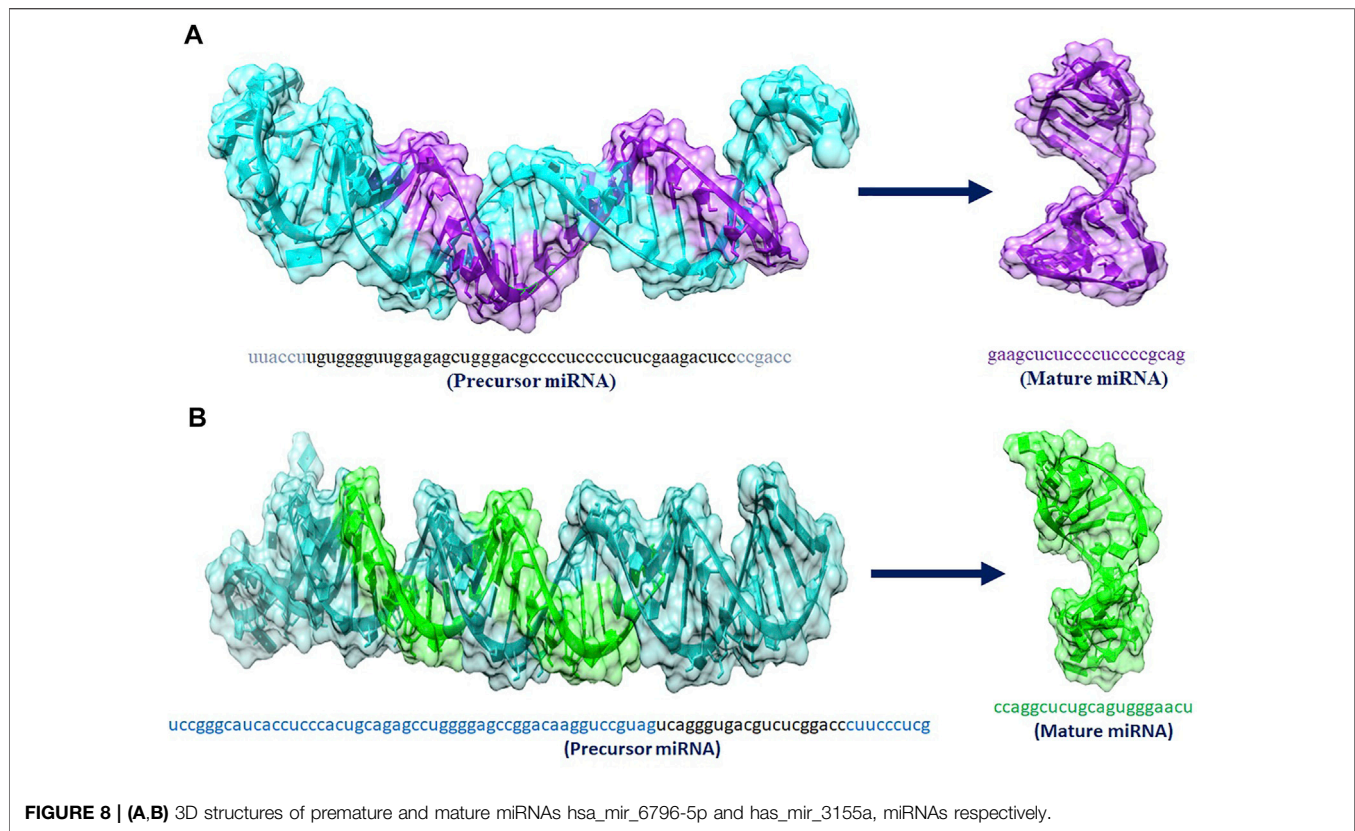 A
uuaccuuguggggguuggagagcugggacgccccuccccucucgaagacucccccgacc
(Precursor miRNA)
gaagcucuccccuccccgcag
(Mature miRNA)
B
uccgggcaucaccucccacugcagagccuggggagccggacaagguccguagucagggugacgucucggacccuucccucg
(Precursor miRNA)
ccaggcucugcagugggaacu
(Mature miRNA)
FIGURE 8 | (A,B) 3D structures of premature and mature miRNAs hsa_mir_6796-5p and has_mir_3155a, miRNAs respectively.